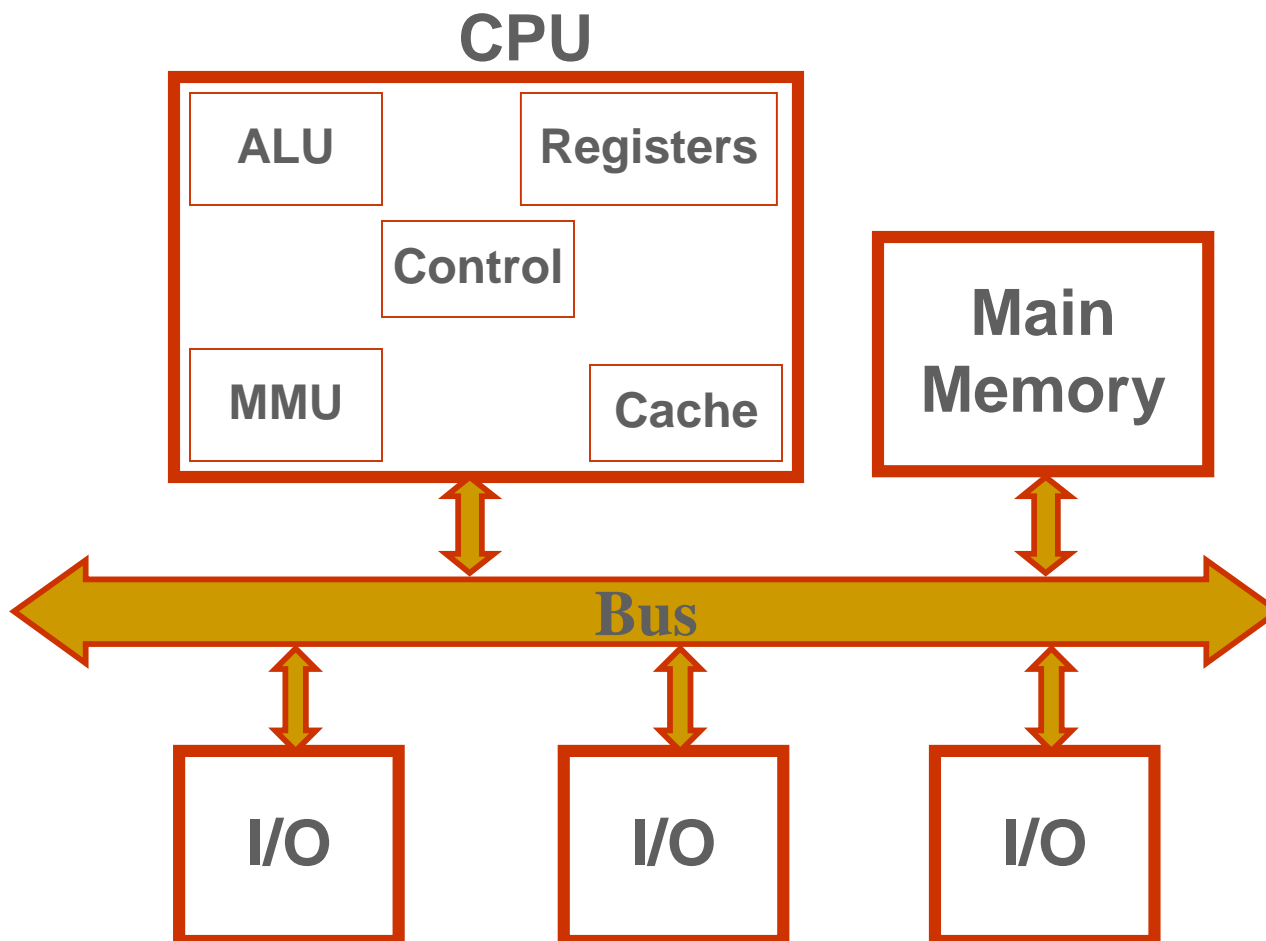 CPU
ALU
Registers
Control
MMU
Cache
Main
Memory
Bus
I/O
I/O
I/O